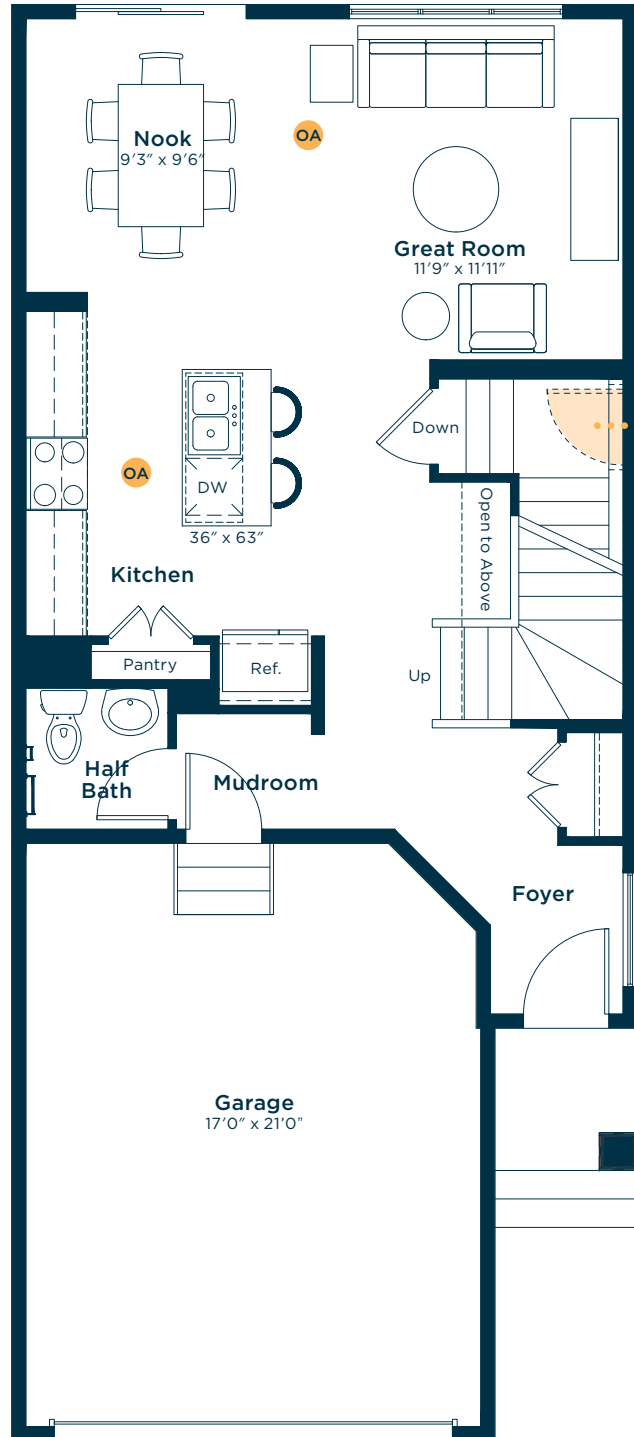 Nook
9′3″ x 9′6″
OA
Great Room
11′9″ x 11′11″
Down
OA
DW
36″ x 63″
Open to Above
Kitchen
Pantry
Ref.
Up
Half
Bath
Mudroom
Foyer
Garage
17′0″ x 21’0”